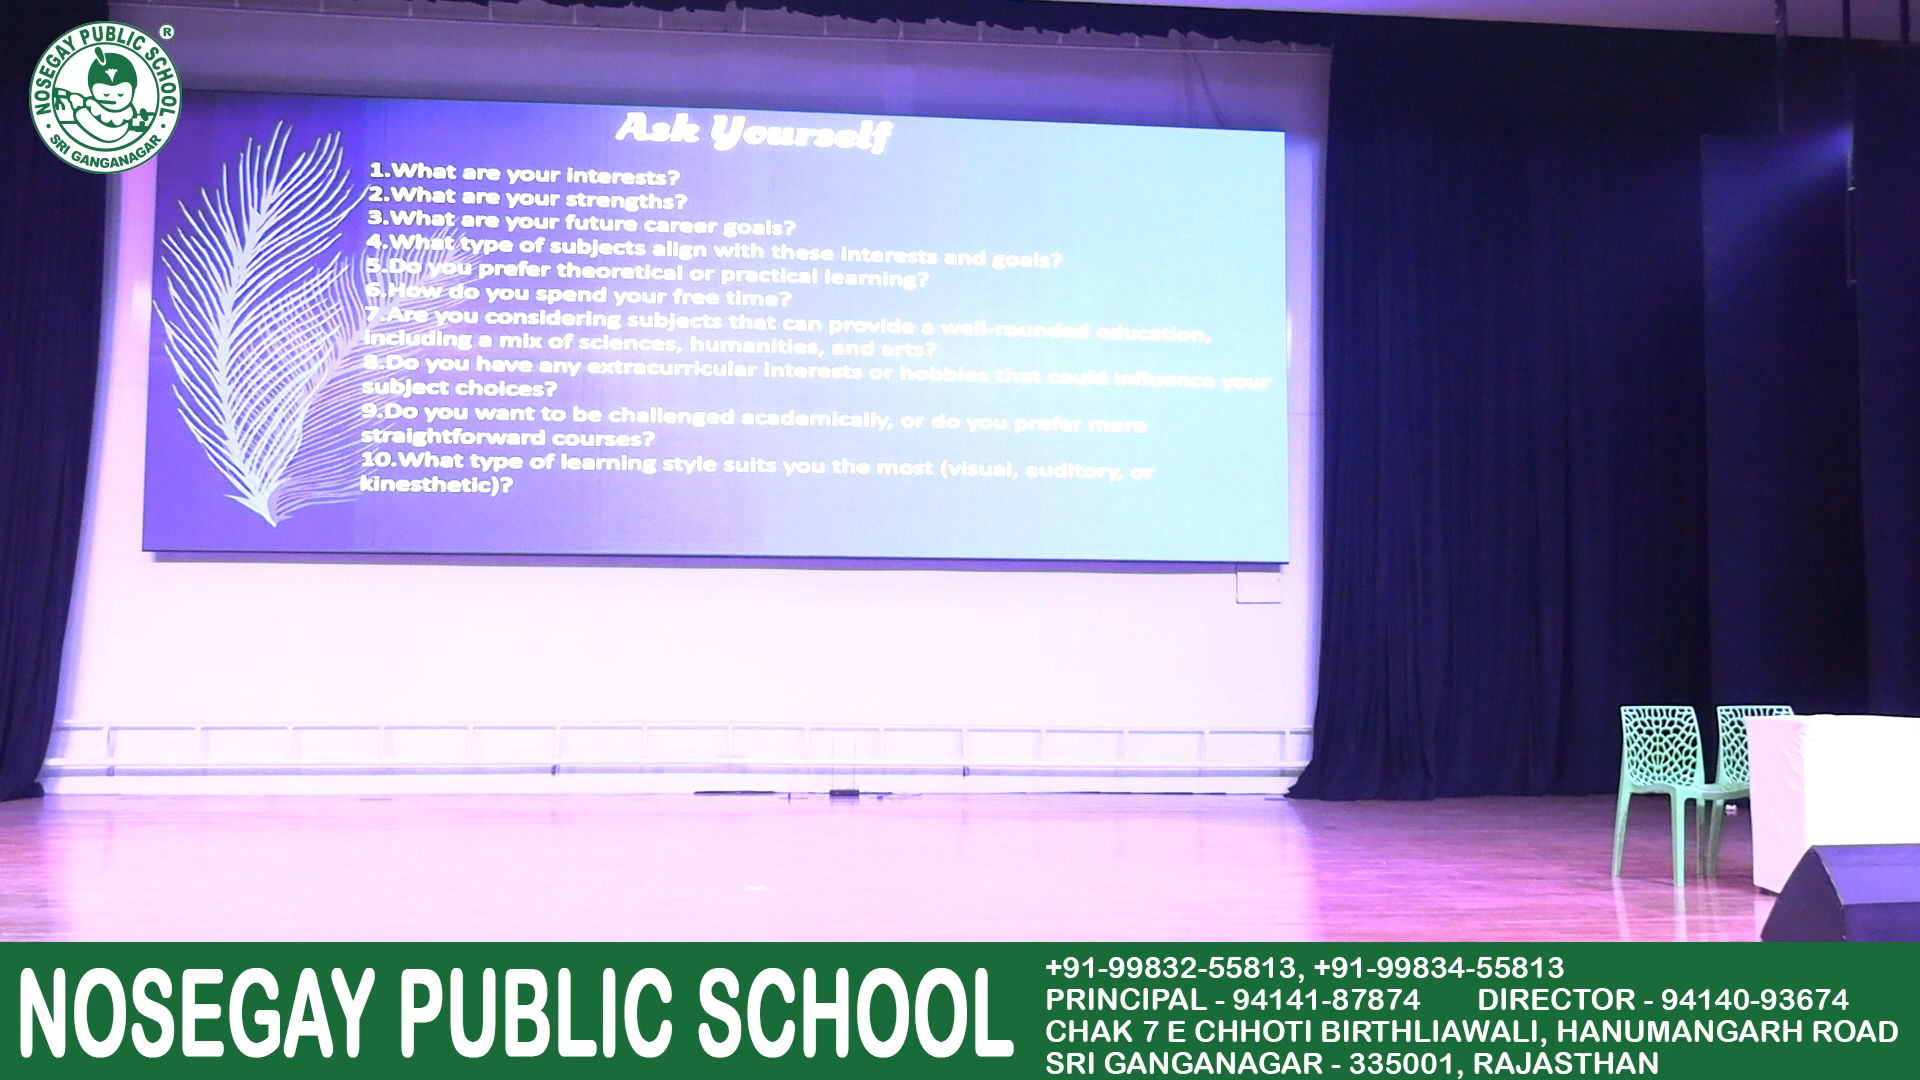 NOSEGAY PUBLIC SCHOOL
®
• SRI GANGANAGAR •
Ask Yourself
1.What are your interests?
2.What are your strengths?
3.What are your future career goals?
4.What type of subjects align with these interests and goals?
5.Do you prefer theoretical or practical learning?
6.How do you spend your free time?
7.Are you considering subjects that can provide a well-rounded education,
including a mix of sciences, humanities, and arts?
8.Do you have any extracurricular interests or hobbies that could influence your
subject choices?
9.Do you want to be challenged academically, or do you prefer more
straightforward courses?
10.What type of learning style suits you the most (visual, auditory, or
kinesthetic)?
NOSEGAY PUBLIC SCHOOL
+91-99832-55813, +91-99834-55813
PRINCIPAL - 94141-87874 DIRECTOR - 94140-93674
CHAK 7 E CHHOTI BIRTHLIAWALI, HANUMANGARH ROAD
SRI GANGANAGAR - 335001, RAJASTHAN